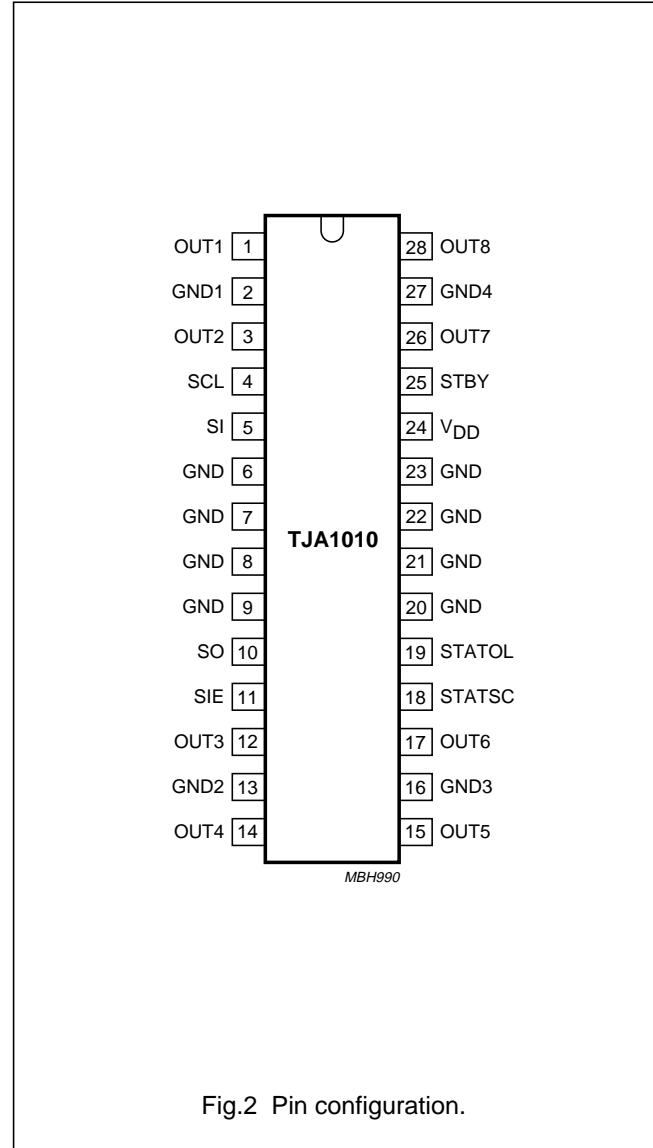 OUT1 1 28 OUT8
GND1 2 27 GND4
OUT2 3 26 OUT7
SCL 4 25 STBY
SI 5 24 VDD
GND 6 23 GND
GND 7 22 GND
TJA1010
GND 8 21 GND
GND 9 20 GND
SO 10 19 STATOL
SIE 11 18 STATSC
OUT3 12 17 OUT6
GND2 13 16 GND3
OUT4 14 15 OUT5
MBH990
Fig.2 Pin configuration.